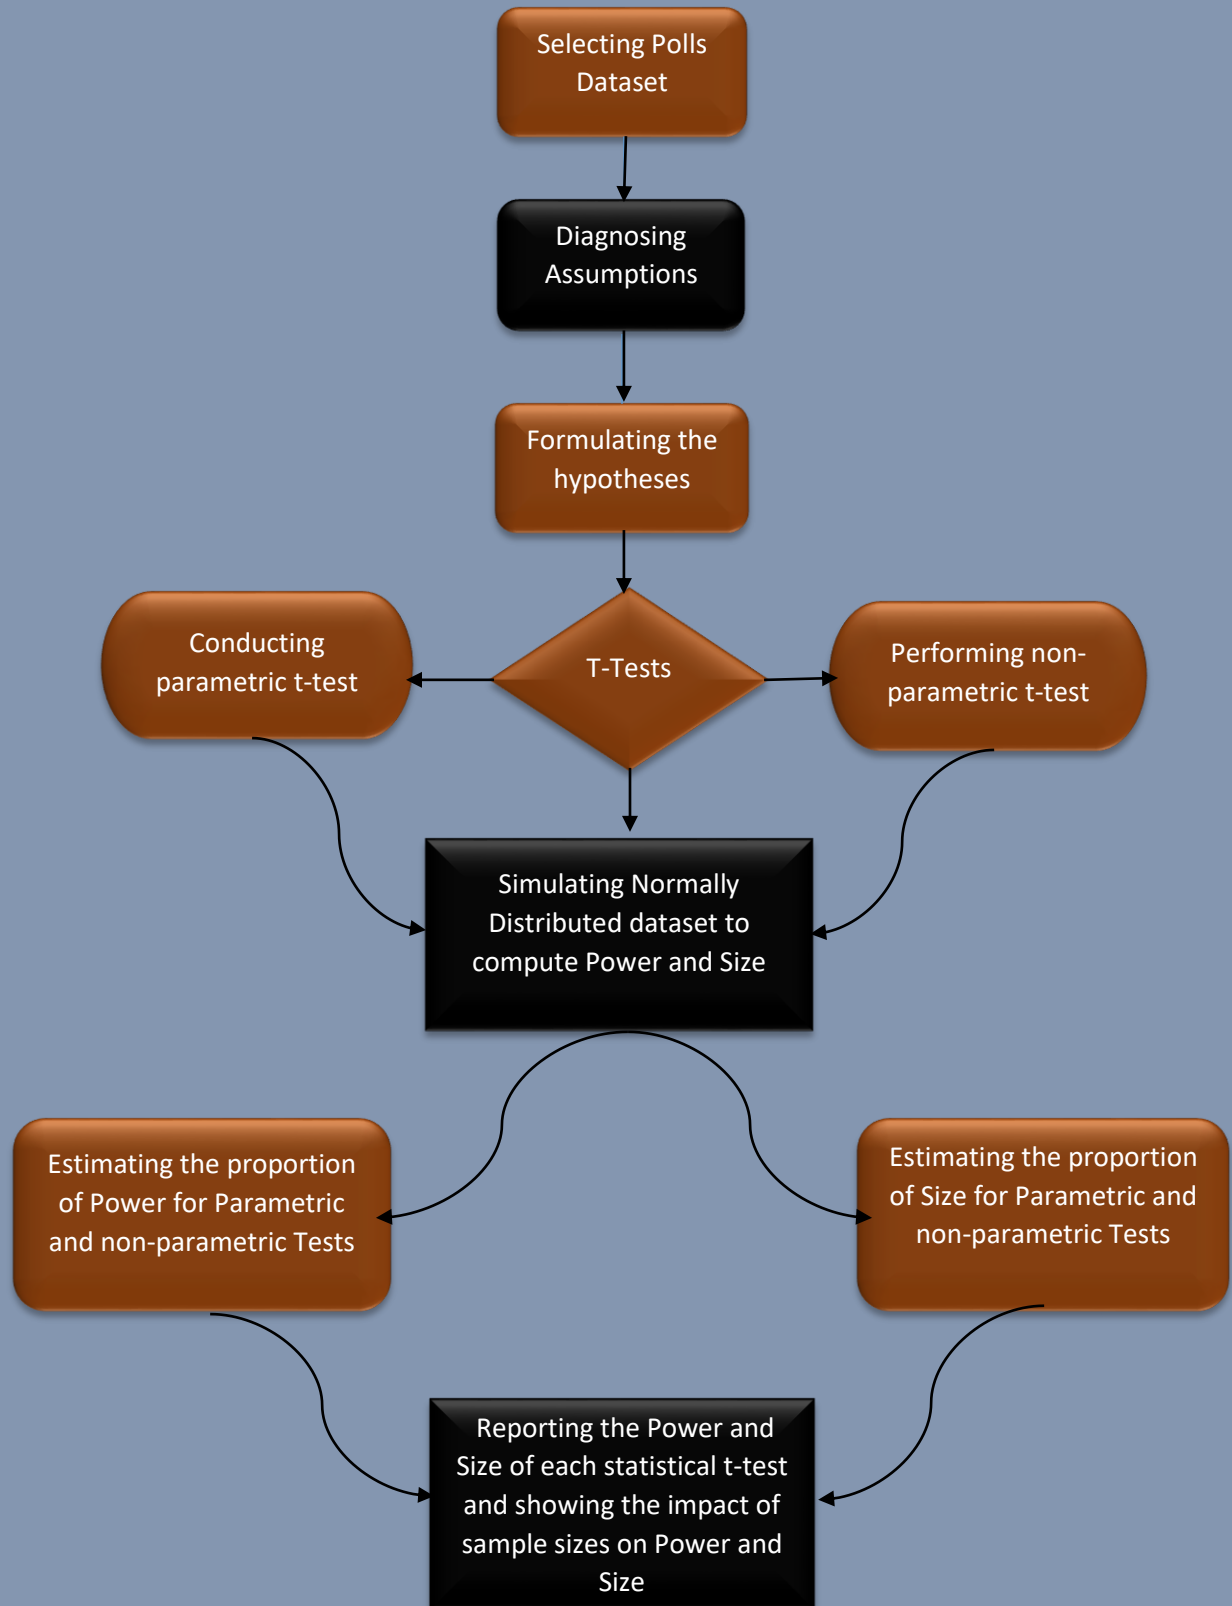 Selecting Polls
Dataset
Diagnosing
Assumptions
Formulating the
hypotheses
Conducting
parametric t-test
T-Tests
Performing non-
parametric t-test
Simulating Normally
Distributed dataset to
compute Power and Size
Estimating the proportion
of Power for Parametric
and non-parametric Tests
Estimating the proportion
of Size for Parametric and
non-parametric Tests
Reporting the Power and
Size of each statistical t-test
and showing the impact of
sample sizes on Power and
Size